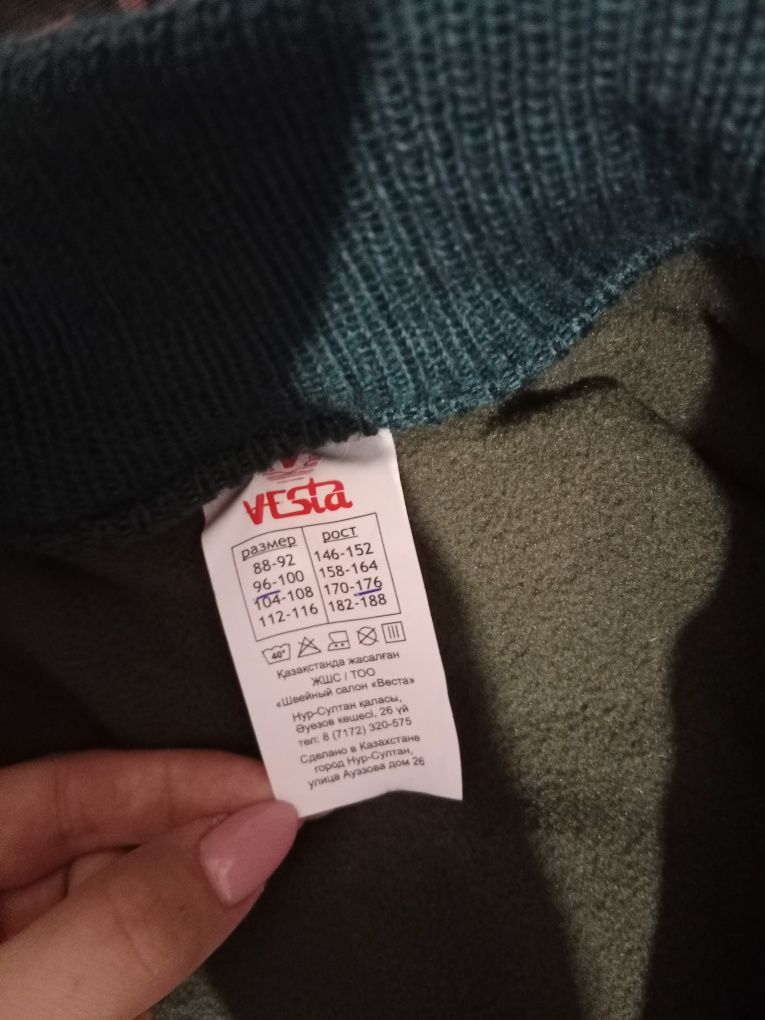 VESta
размер рост
88-92 146-152
96-100 158-164
104-108 170-176
112-116 182-188
40°
Қазақстанда жасалған
ЖШС / ТОО
«Швейный салон «Веста»
Нур-Султан қаласы,
Әуезов көшесі, 26 үй
тел: 8 (7172) 320-575
Сделано в Казахстане
город Нур-Султан,
улица Ауэзова дом 26